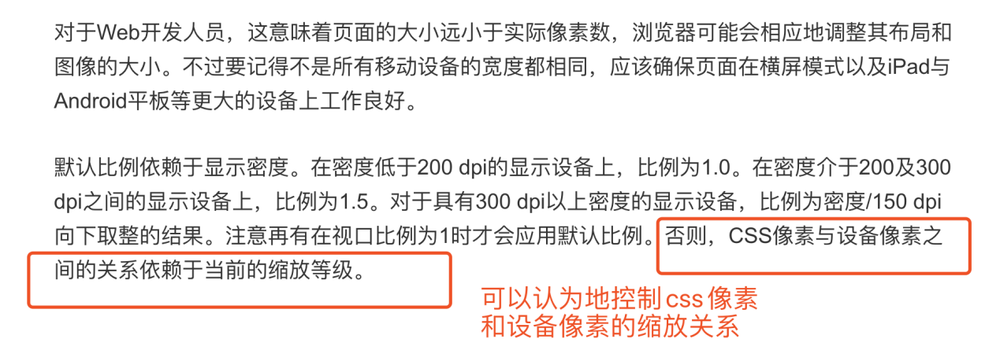 对于Web开发人员，这意味着页面的大小远小于实际像素数，浏览器可能会相应地调整其布局和
图像的大小。不过要记得不是所有移动设备的宽度都相同，应该确保页面在横屏模式以及iPad与
Android平板等更大的设备上工作良好。
默认比例依赖于显示密度。在密度低于200 dpi的显示设备上，比例为1.0。在密度介于200及300
dpi之间的显示设备上，比例为1.5。对于具有300 dpi以上密度的显示设备，比例为密度/150 dpi
向下取整的结果。注意再有在视口比例为1时才会应用默认比例。否则，CSS像素与设备像素之
间的关系依赖于当前的缩放等级。
可以认为地控制css像素
和设备像素的缩放关系